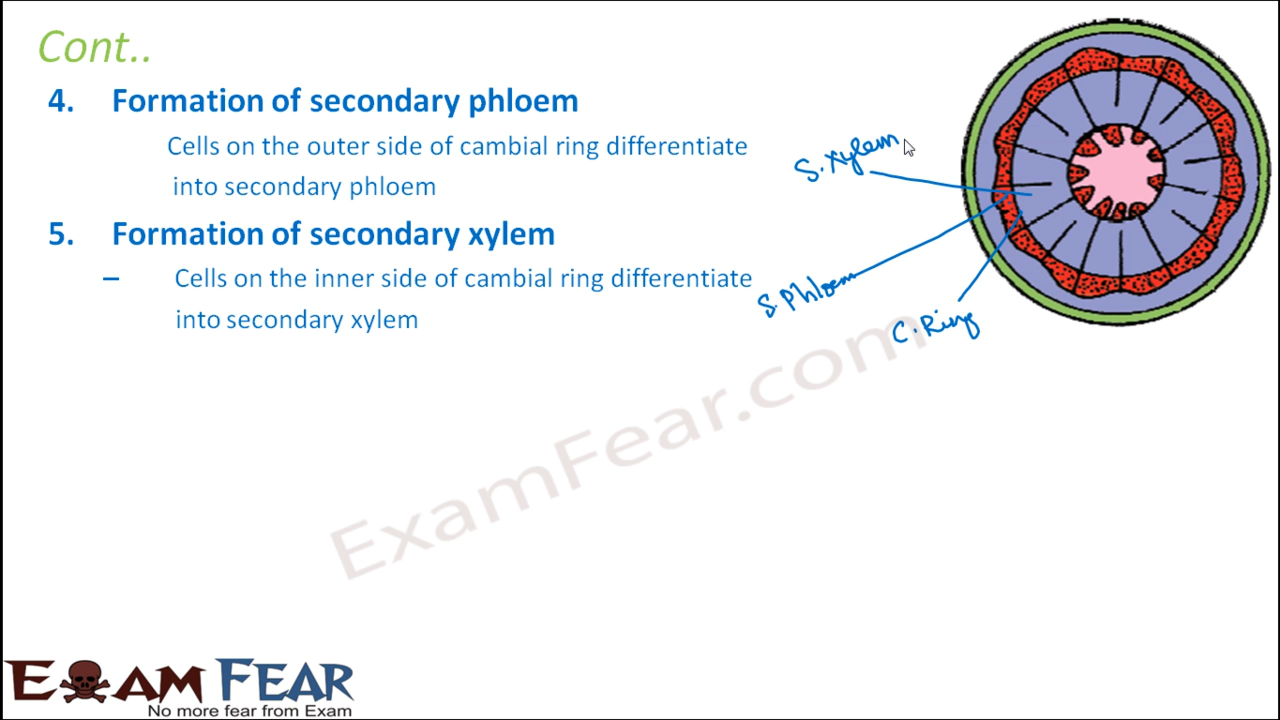 Cont..
4. Formation of secondary phloem
Cells on the outer side of cambial ring differentiate
into secondary phloem
5. Formation of secondary xylem
– Cells on the inner side of cambial ring differentiate
into secondary xylem
S. Xylem
S. Phloem
C. Ring
ExamFear.com
EXAM FEAR
No more fear from Exam